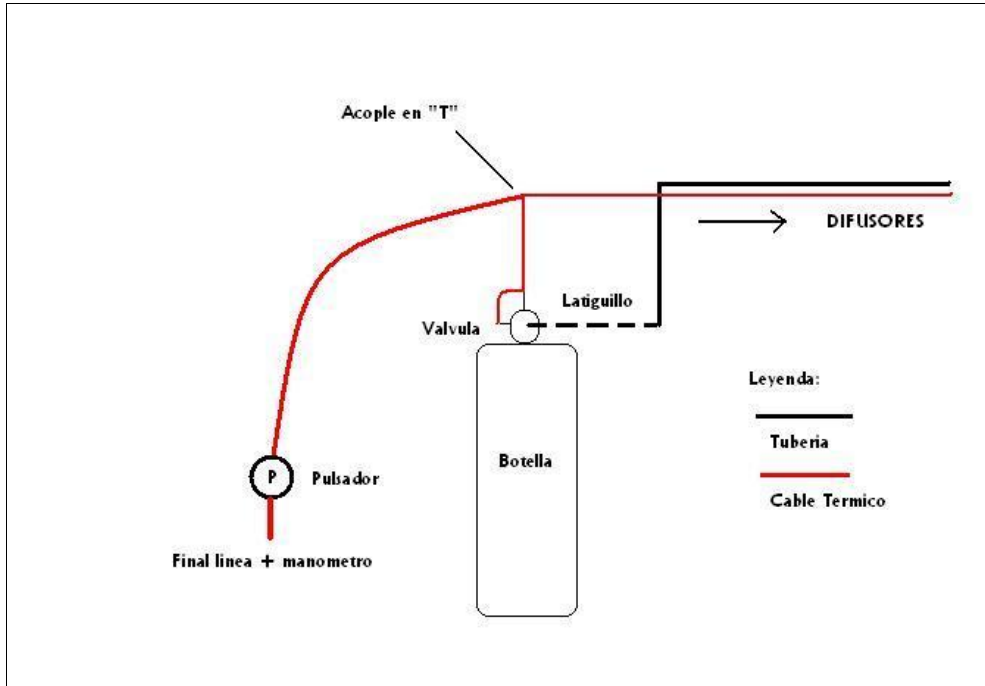 Acople en "T"
DIFUSORES
Latiguillo
Valvula
Leyenda:
Tuberia
Botella
P
Pulsador
Cable Termico
Final linea + manometro